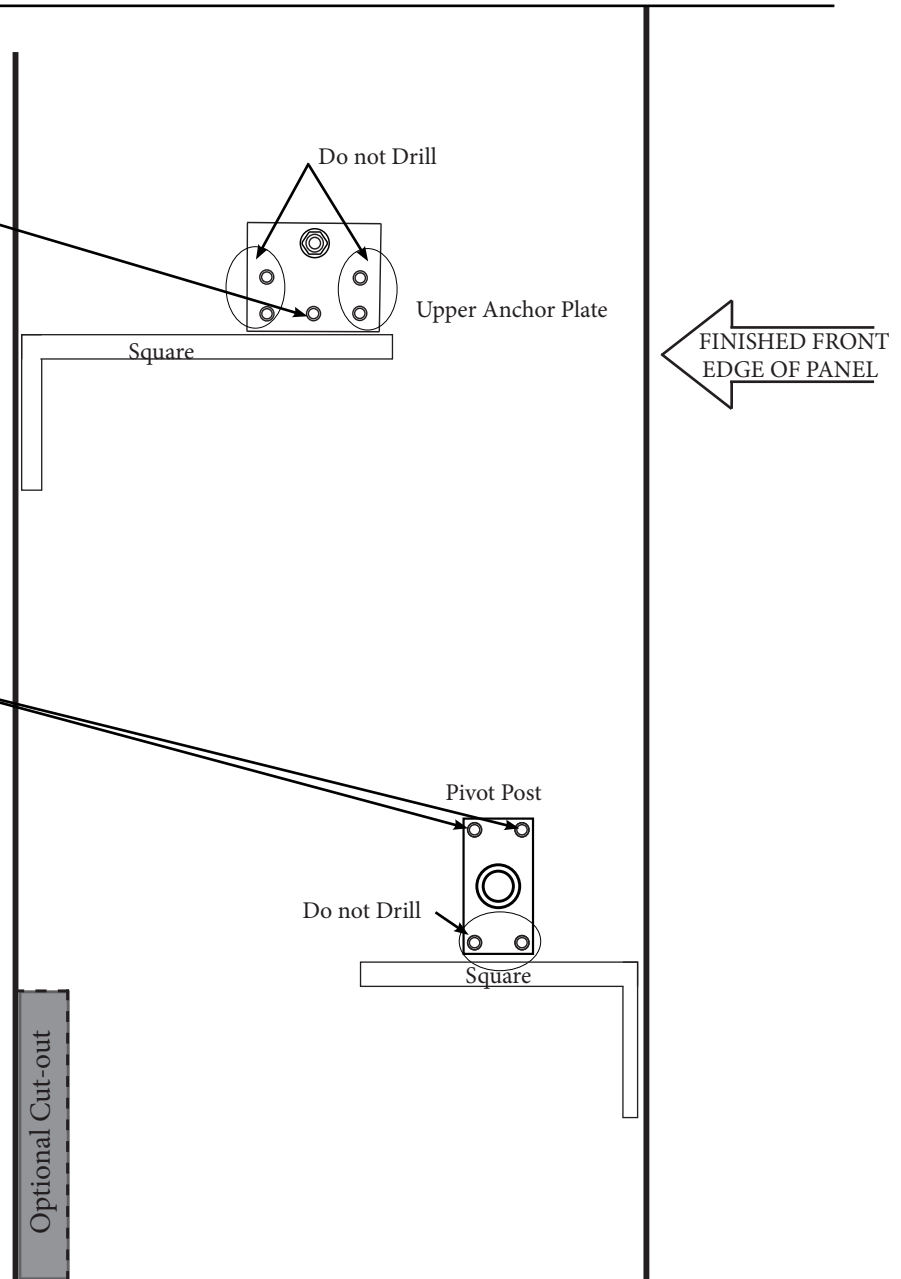 Do not Drill
Upper Anchor Plate
Square
FINISHED FRONT
EDGE OF PANEL
Pivot Post
Do not Drill
Square
Optional Cut-out